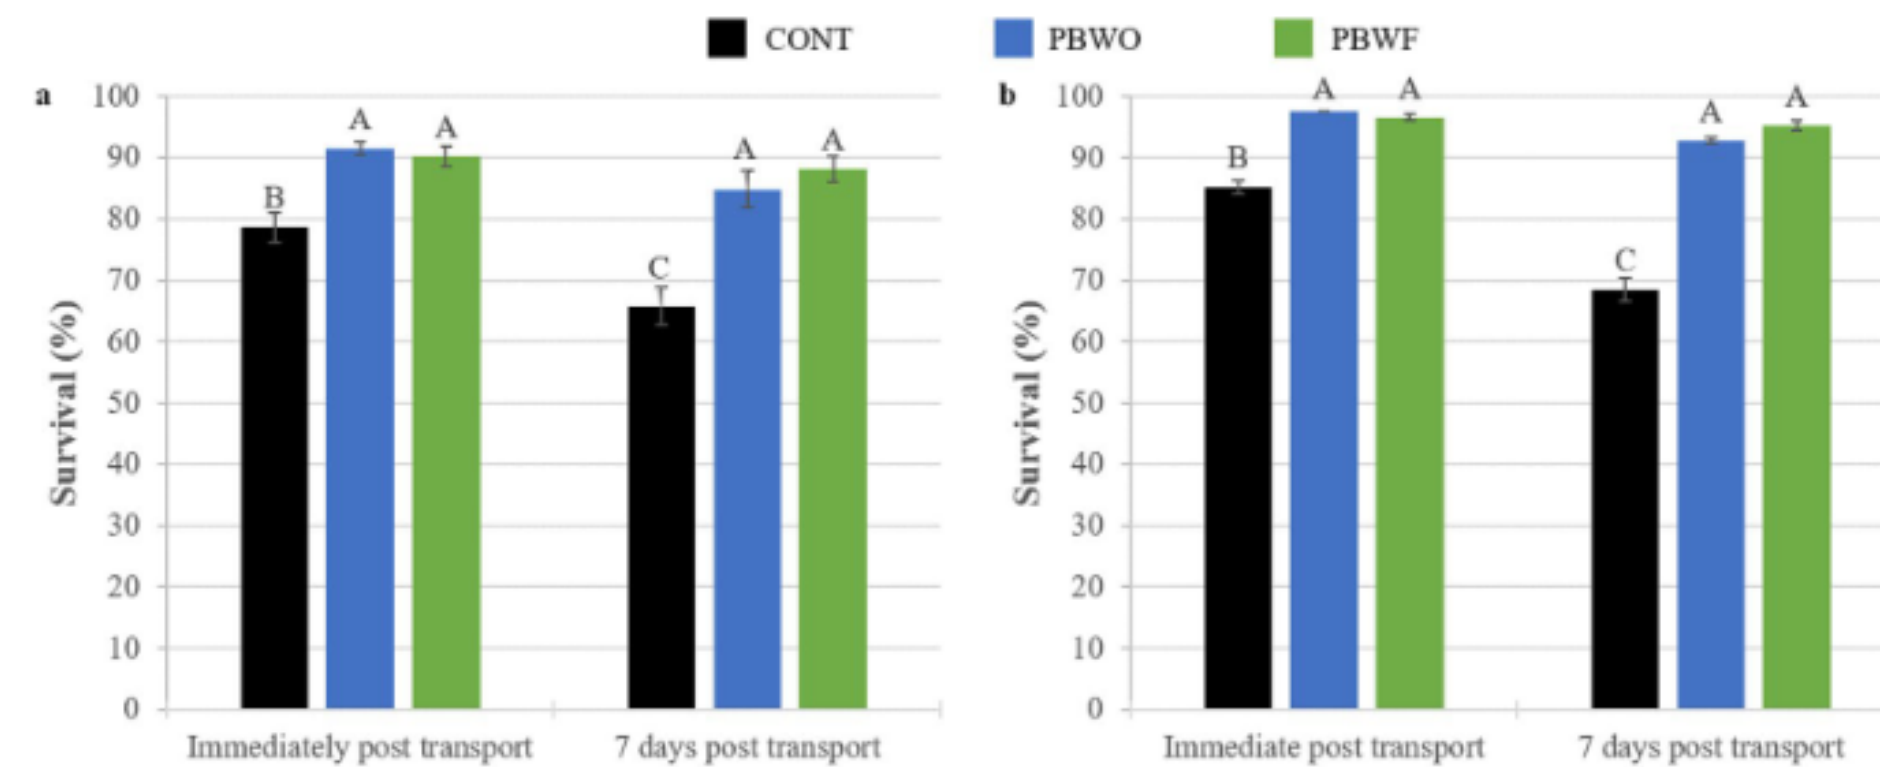 CONT PBWO PBWF
a
100
90
80
70
60
50
40
30
20
10
0
Survival (%)
B A A
C A A
Immediately post transport 7 days post transport
b
100
90
80
70
60
50
40
30
20
10
0
Survival (%)
B A A
C A A
Immediate post transport 7 days post transport